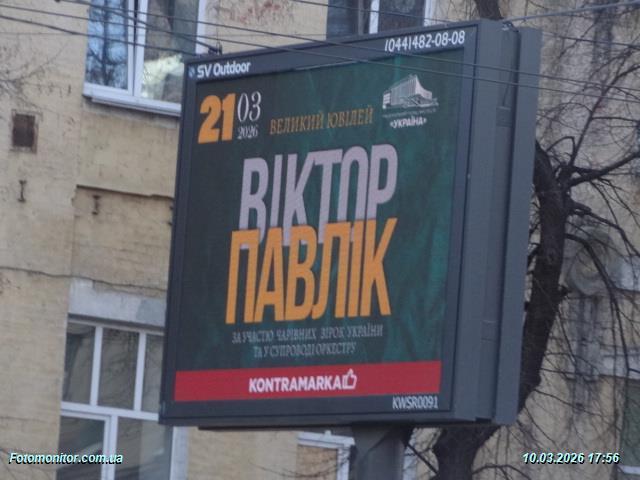 SV Outdoor
(044)482-08-08
21 03
2026
ВЕЛИКИЙ ЮВІЛЕЙ
«УКРАЇНА»
ВІКТОР
ПАВЛІК
ЗА УЧАСТЮ ЧАРІВНИХ ЗІРОК УКРАЇНИ
ТА У СУПРОВОДІ ОРКЕСТРУ
KONTRAMARKA
KWSR0091
Fotomonitor.com.ua
10.03.2026 17:56